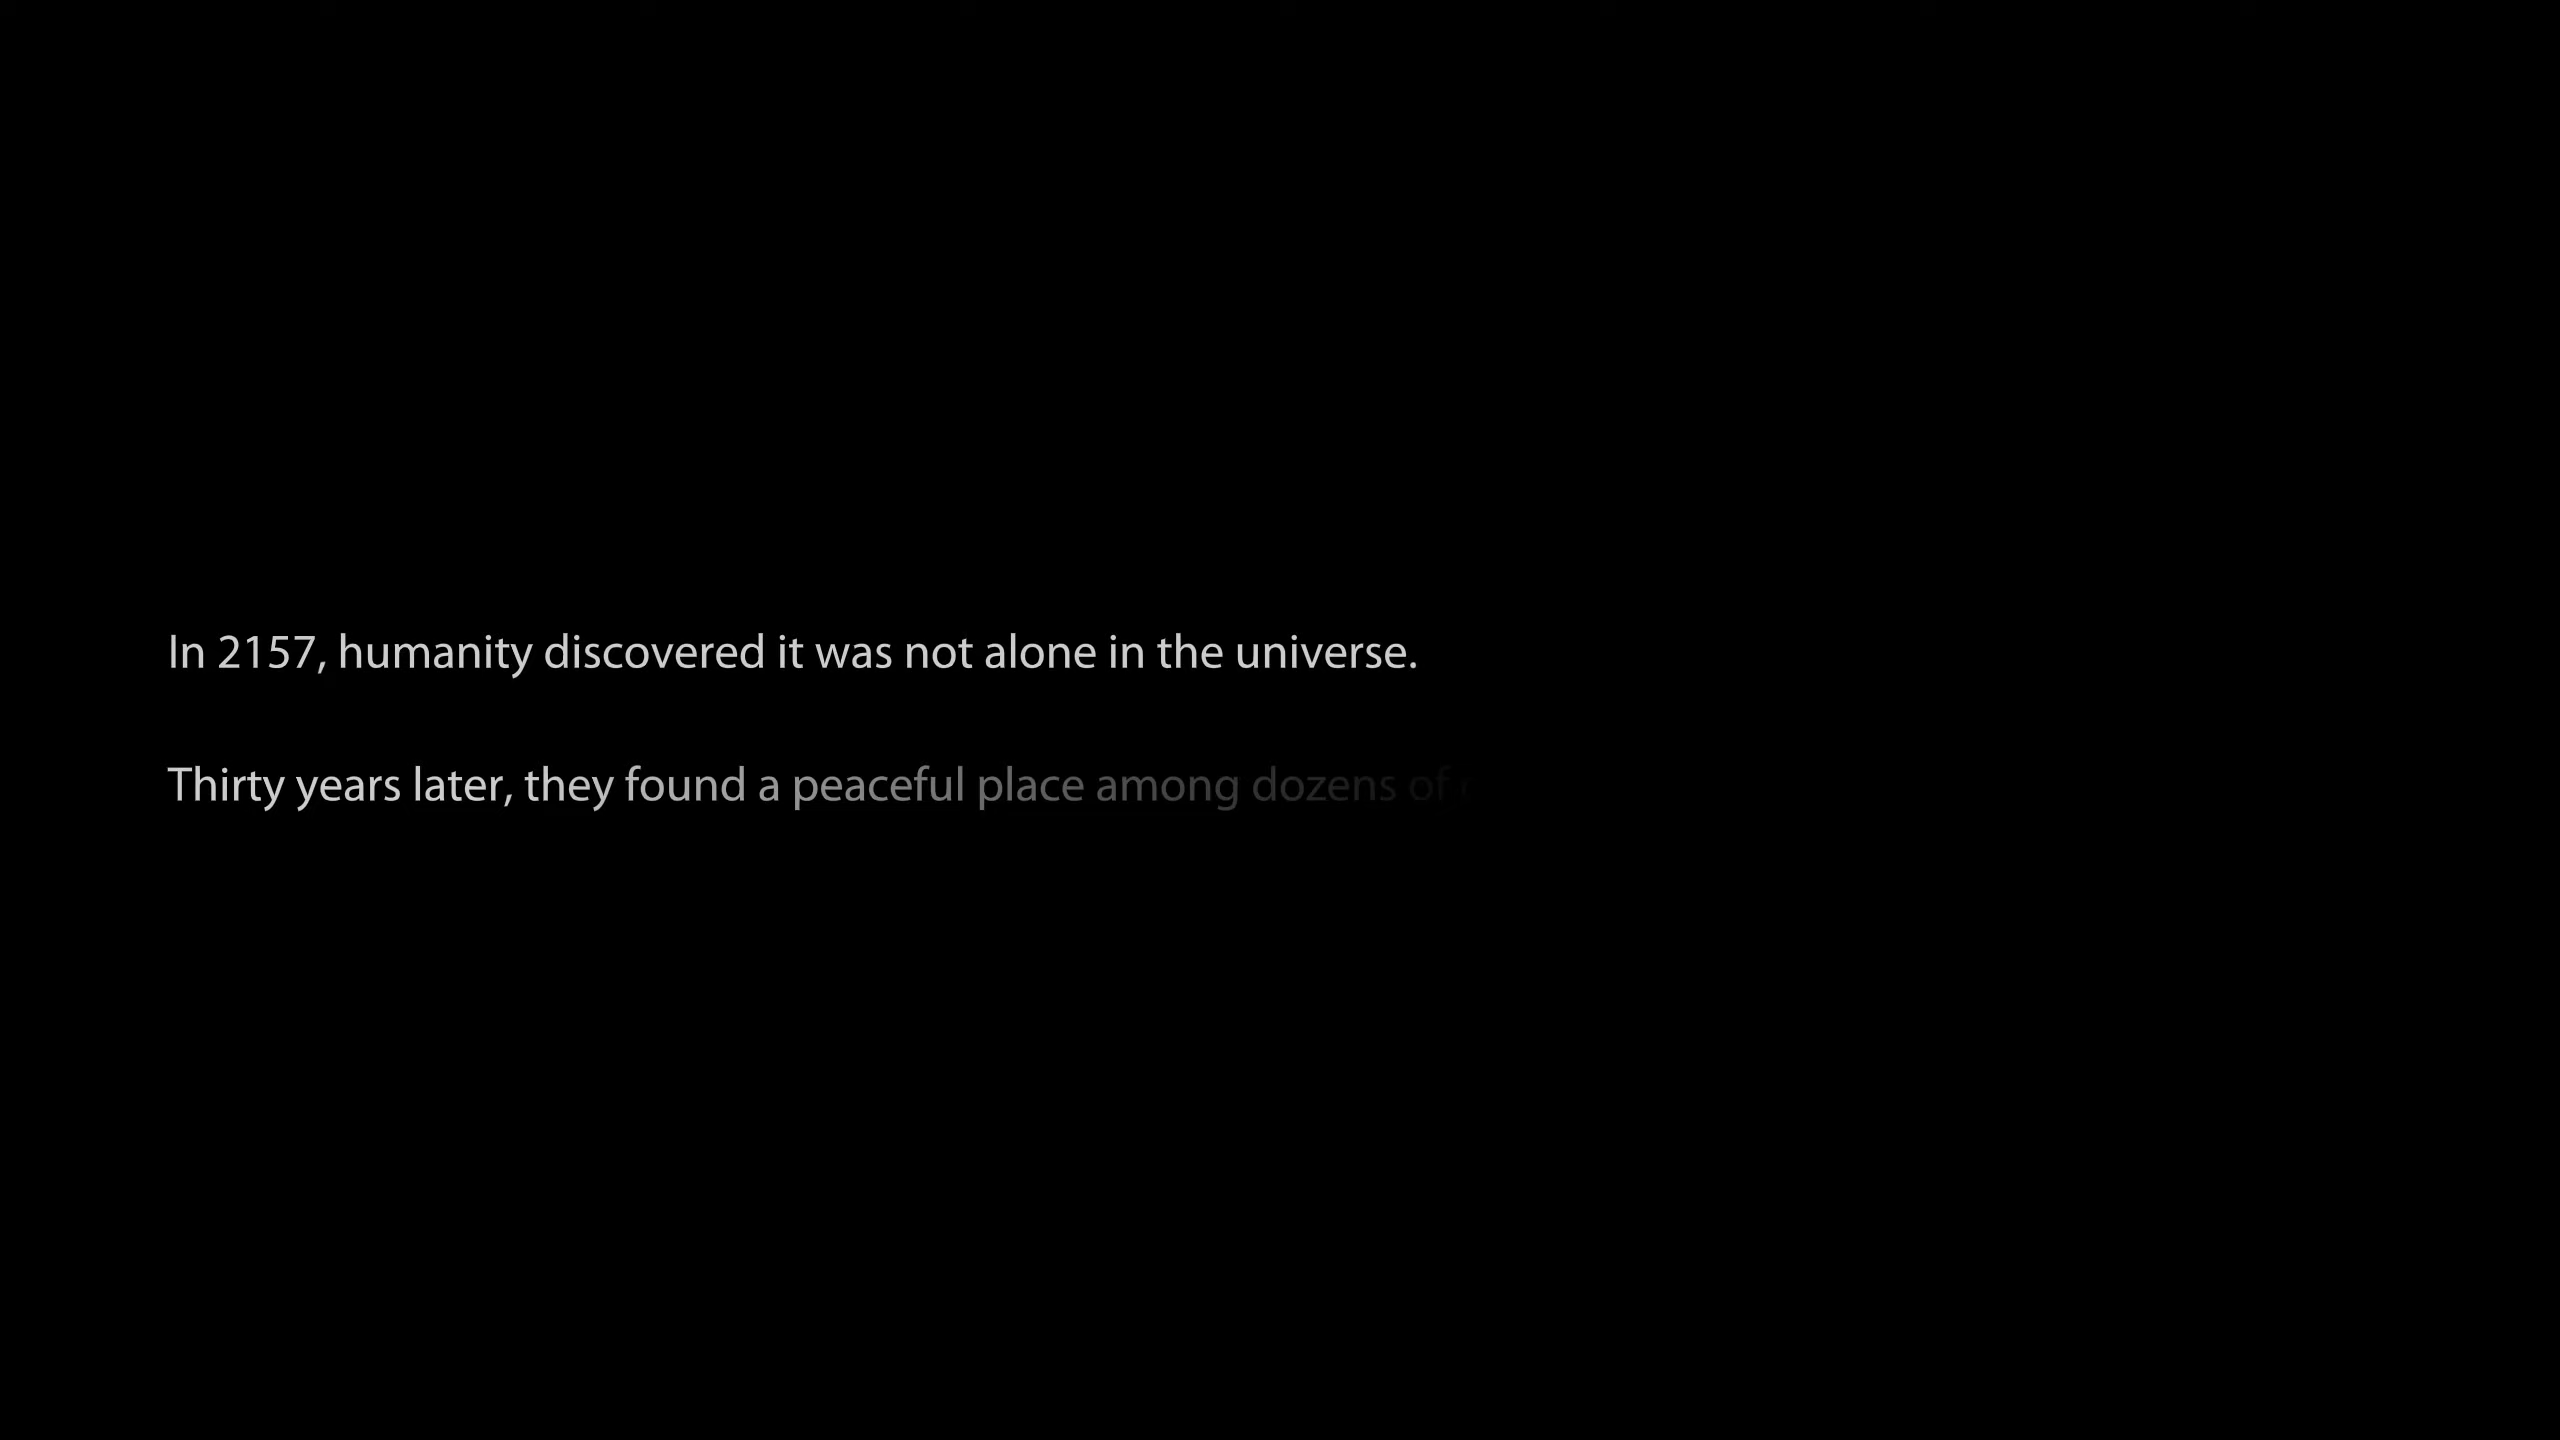 In 2157, humanity discovered it was not alone in the universe.
Thirty years later, they found a peaceful place among dozens of